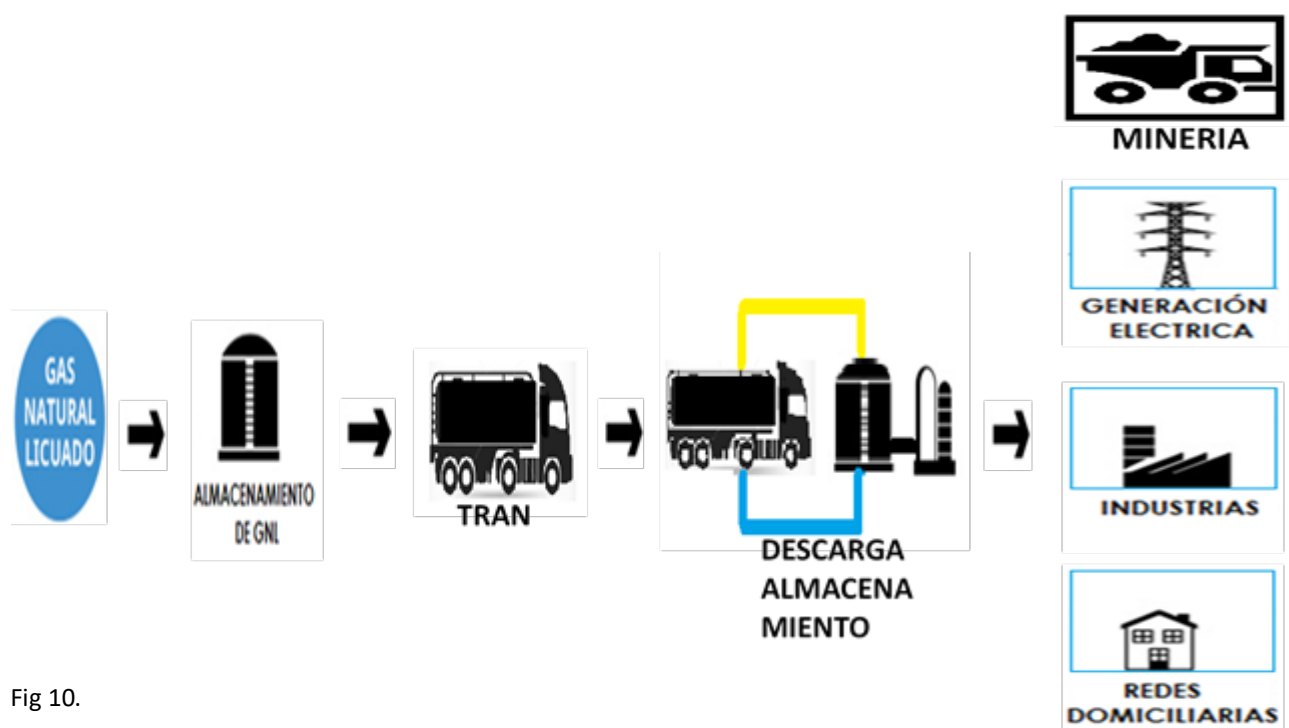 MINERIA
GENERACIÓN
ELECTRICA
GAS
NATURAL
LICUADO
ALMACENAMIENTO
DE GNL
TRAN
DESCARGA
ALMACENA
MIENTO
INDUSTRIAS
REDES
DOMICILIARIAS
Fig 10.